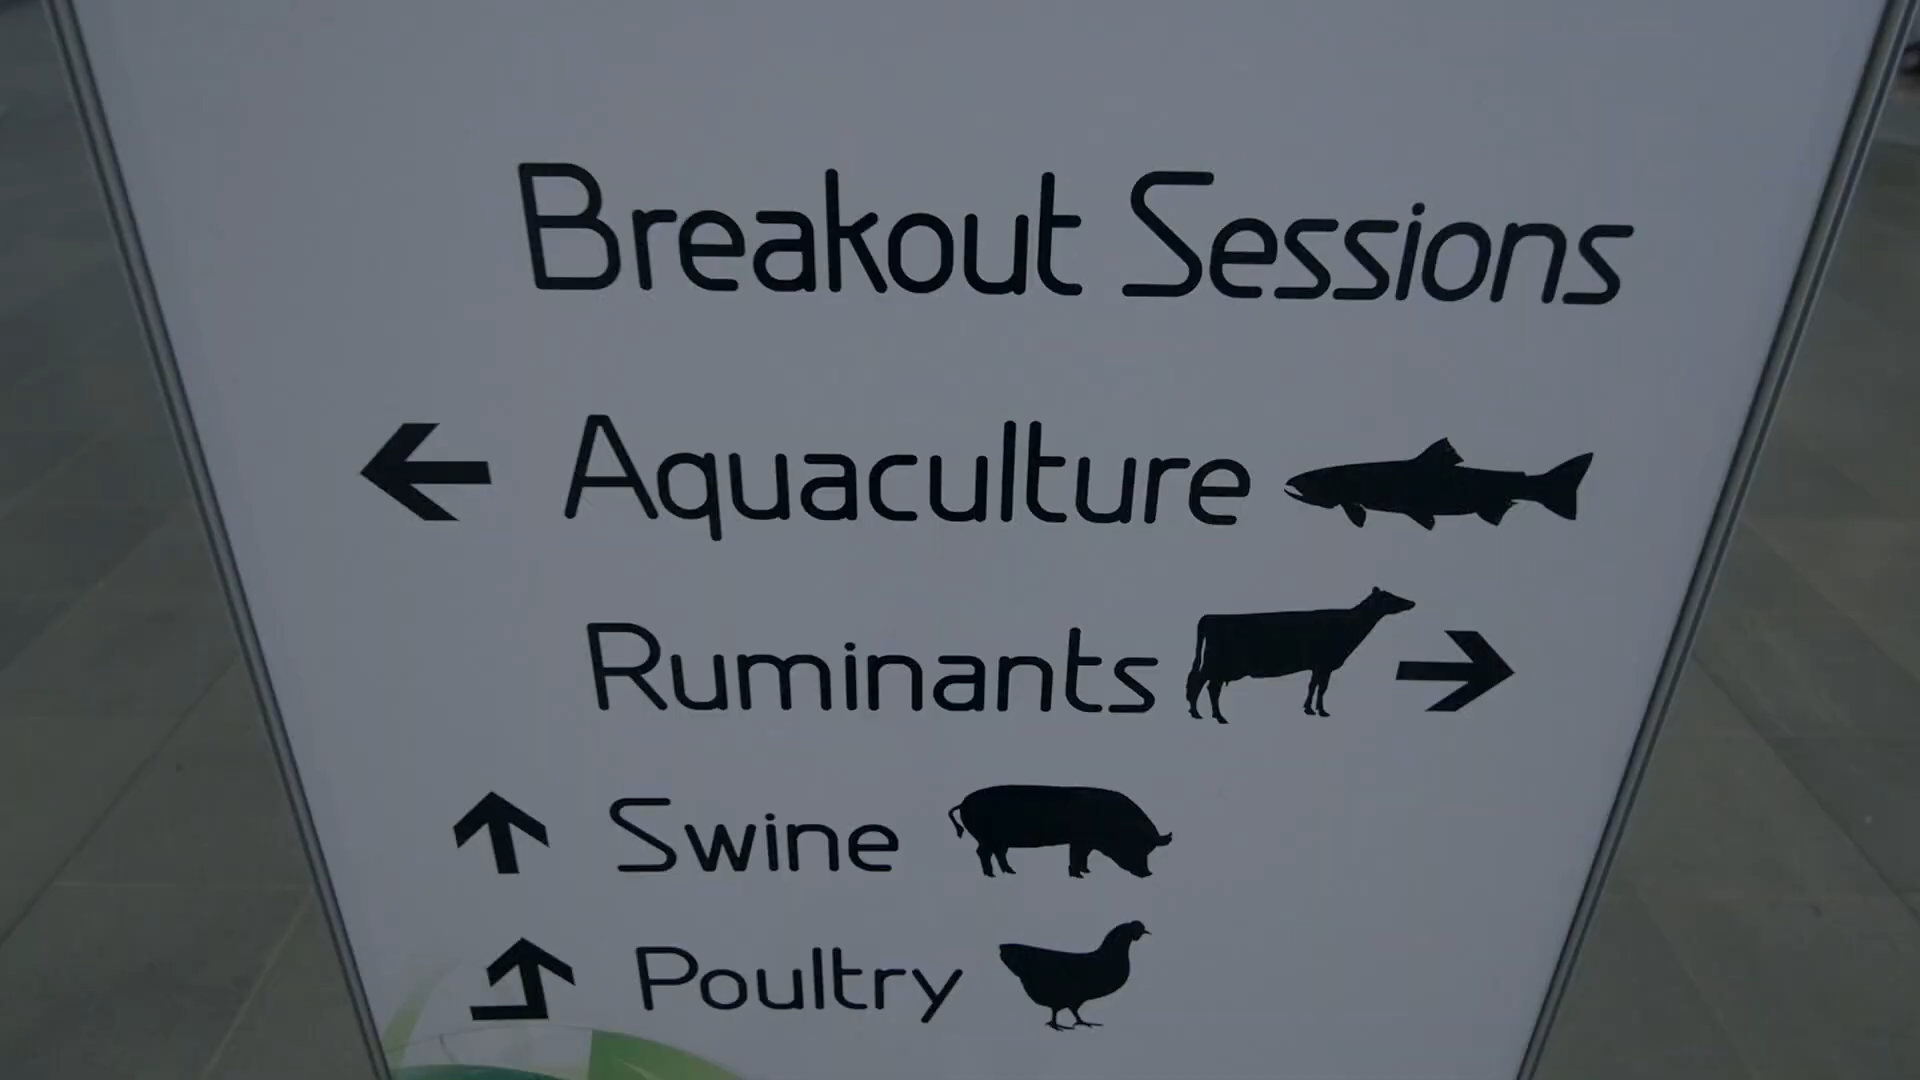 Breakout Sessions
Aquaculture
Ruminants
Swine
Poultry